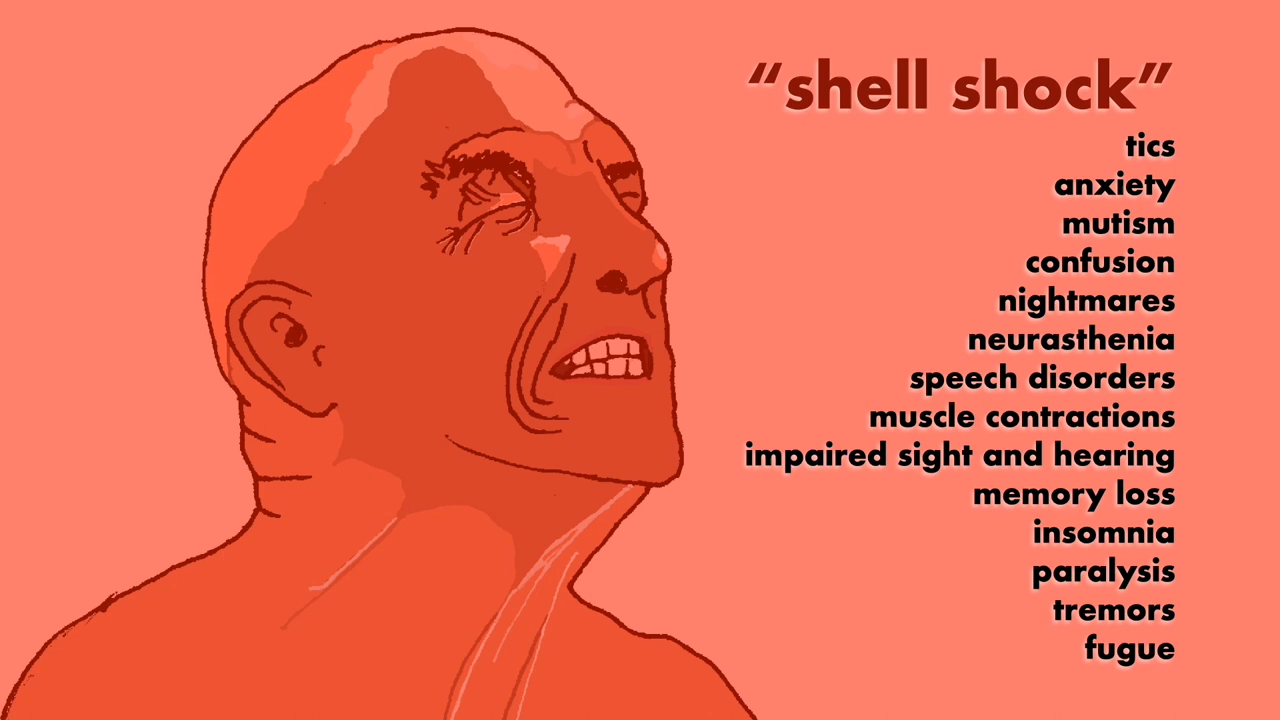 “shell shock”
tics
anxiety
mutism
confusion
nightmares
neurasthenia
speech disorders
muscle contractions
impaired sight and hearing
memory loss
insomnia
paralysis
tremors
fugue